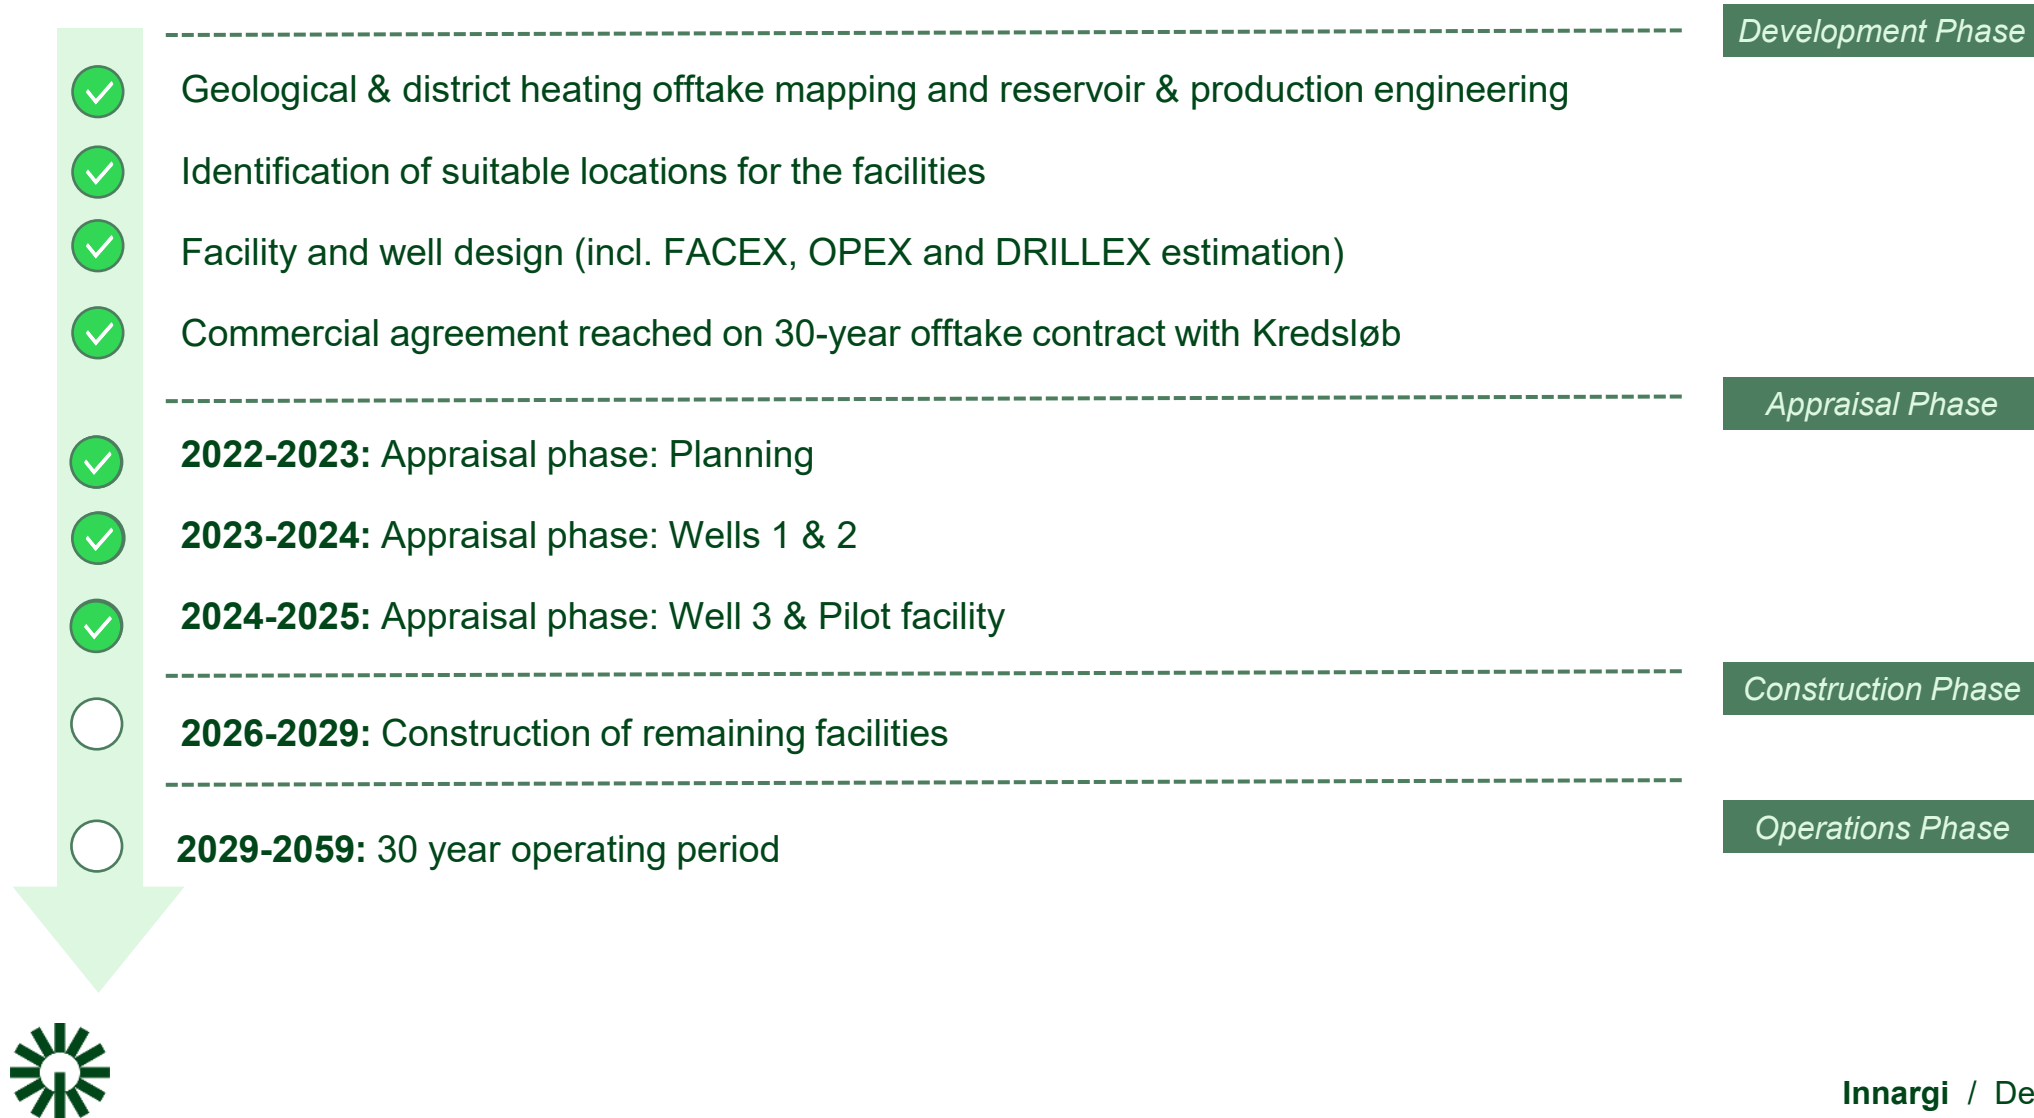 Development Phase
Geological & district heating offtake mapping and reservoir & production engineering
Identification of suitable locations for the facilities
Facility and well design (incl. FACEX, OPEX and DRILLEX estimation)
Commercial agreement reached on 30-year offtake contract with Kredsløb
Appraisal Phase
2022-2023: Appraisal phase: Planning
2023-2024: Appraisal phase: Wells 1 & 2
2024-2025: Appraisal phase: Well 3 & Pilot facility
Construction Phase
2026-2029: Construction of remaining facilities
Operations Phase
2029-2059: 30 year operating period
Innargi / De